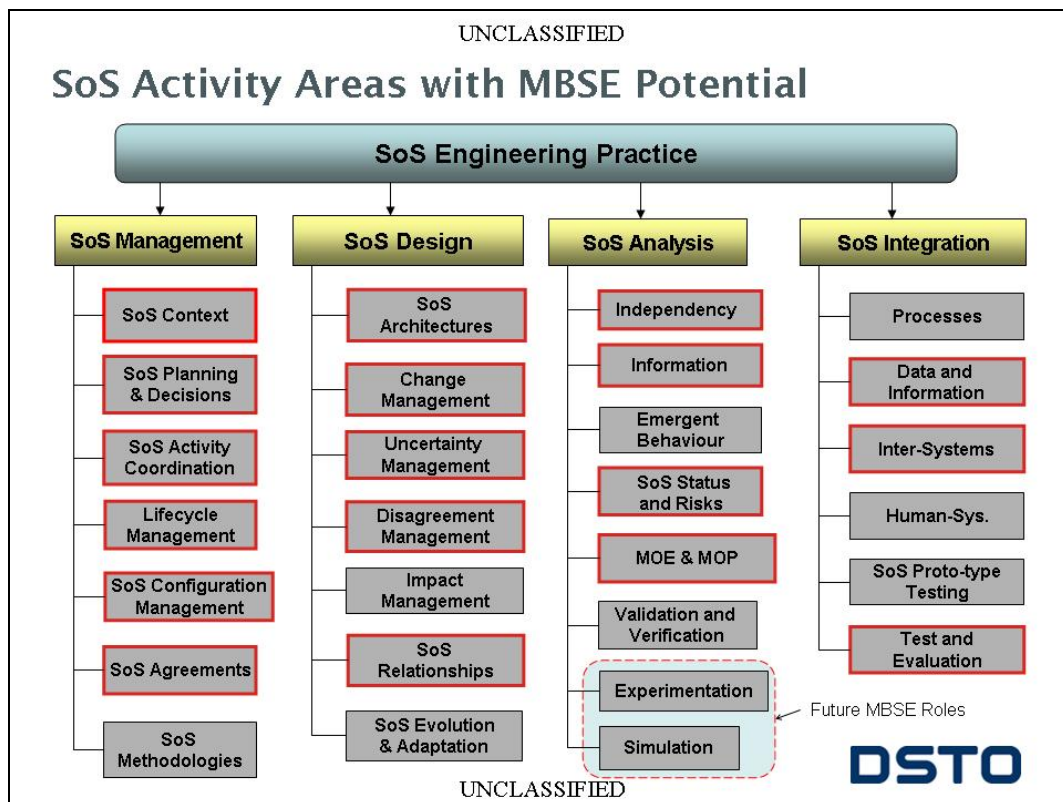 UNCLASSIFIED
SoS Activity Areas with MBSE Potential
SoS Engineering Practice
SoS Management
SoS Context
SoS Planning
& Decisions
SoS Activity
Coordination
Lifecycle
Management
SoS Configuration
Management
SoS Agreements
SoS
Methodologies
SoS Design
SoS
Architectures
Change
Management
Uncertainty
Management
Disagreement
Management
Impact
Management
SoS
Relationships
SoS Evolution
& Adaptation
SoS Analysis
Independency
Information
Emergent
Behaviour
SoS Status
and Risks
MOE & MOP
Validation and
Verification
Experimentation
Simulation
Future MBSE Roles
SoS Integration
Processes
Data and
Information
Inter-Systems
Human-Sys.
SoS Proto-type
Testing
Test and
Evaluation
DSTO
UNCLASSIFIED